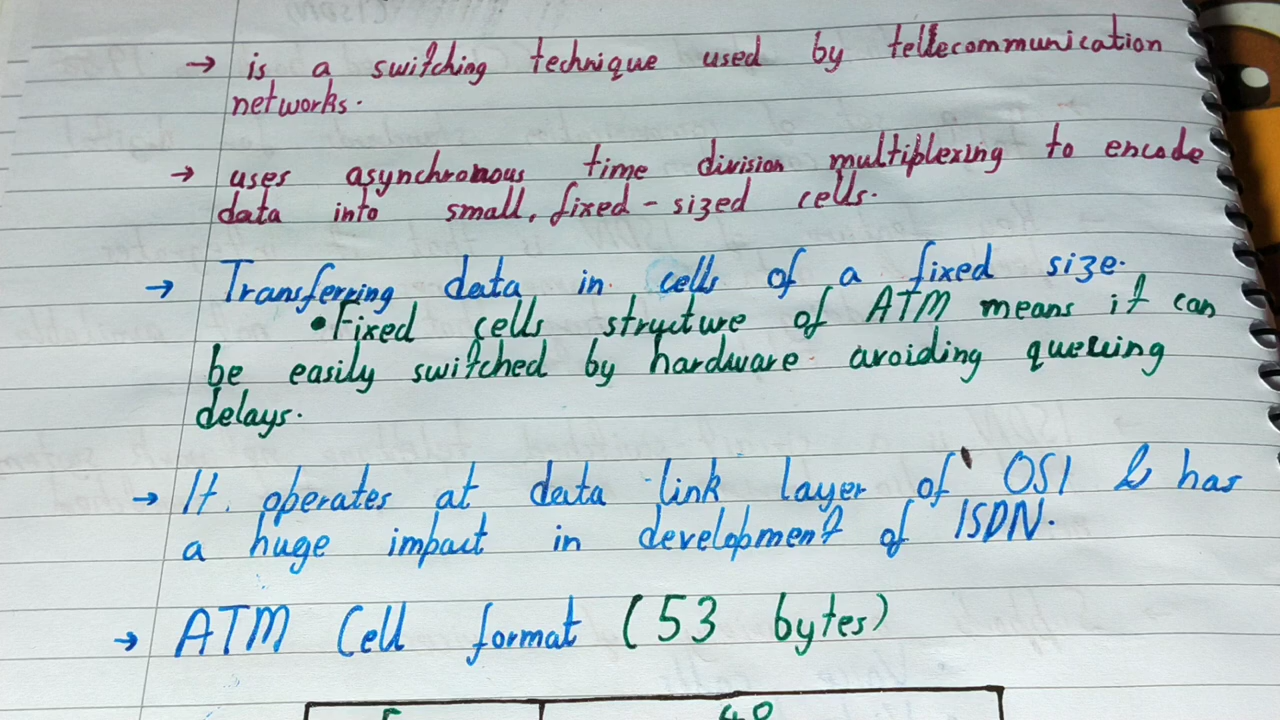 → is a switching technique used by tellecommunication
networks.
→ uses asynchronous time division multiplexing to encode
data into small, fixed-sized cells.
→ Transferring data in cells of a fixed size.
• Fixed cells structure of ATM means it can
be easily switched by hardware avoiding queuing
delays.
→ It operates at data link layer of OSI & has
a huge impact in development of ISDN.
→ ATM Cell format (53 bytes)